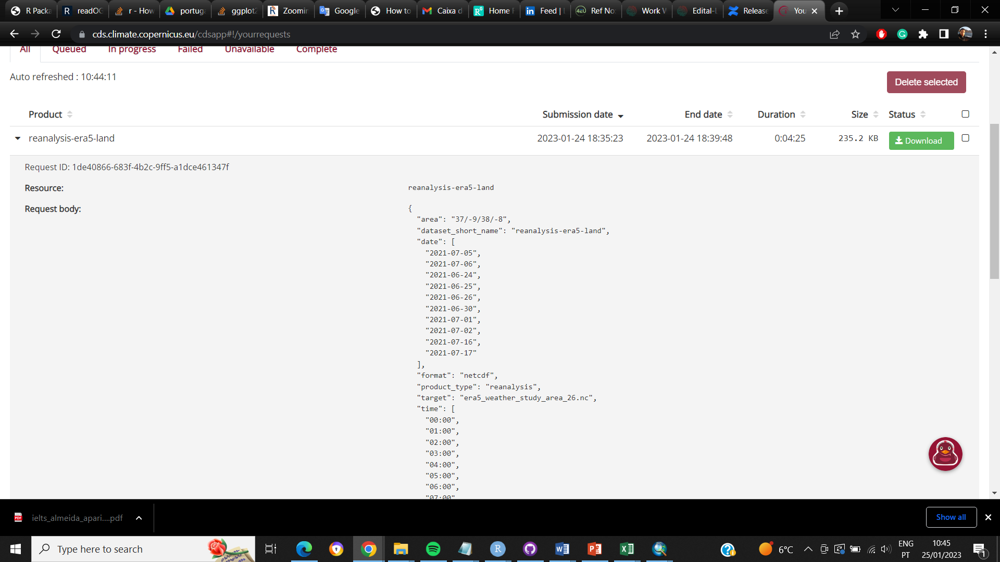 R Packa
readOG
r - How
portuga
ggplot2
Zoomin
Google
How to
Caixa d
Home F
Feed | L
Ref No:
Work W
Edital-L
Release
You
cds.climate.copernicus.eu/cdsapp#!/yourrequests
All Queued In progress Failed Unavailable Complete
Auto refreshed : 10:44:11
Delete selected
Product Submission date End date Duration Size Status
reanalysis-era5-land 2023-01-24 18:35:23 2023-01-24 18:39:48 0:04:25 235.2 KB Download
Request ID: 1de40866-683f-4b2c-9ff5-a1dce461347f
Resource: reanalysis-era5-land
Request body: {
"area": "37/-9/38/-8",
"dataset_short_name": "reanalysis-era5-land",
"date": [
"2021-07-05",
"2021-07-06",
"2021-06-24",
"2021-06-25",
"2021-06-26",
"2021-06-30",
"2021-07-01",
"2021-07-02",
"2021-07-16",
"2021-07-17"
],
"format": "netcdf",
"product_type": "reanalysis",
"target": "era5_weather_study_area_26.nc",
"time": [
"00:00",
"01:00",
"02:00",
"03:00",
"04:00",
"05:00",
"06:00",
"07:00"
ielts_almeida_apari....pdf
Show all
Type here to search
6°C
ENG
PT
10:45
25/01/2023
1